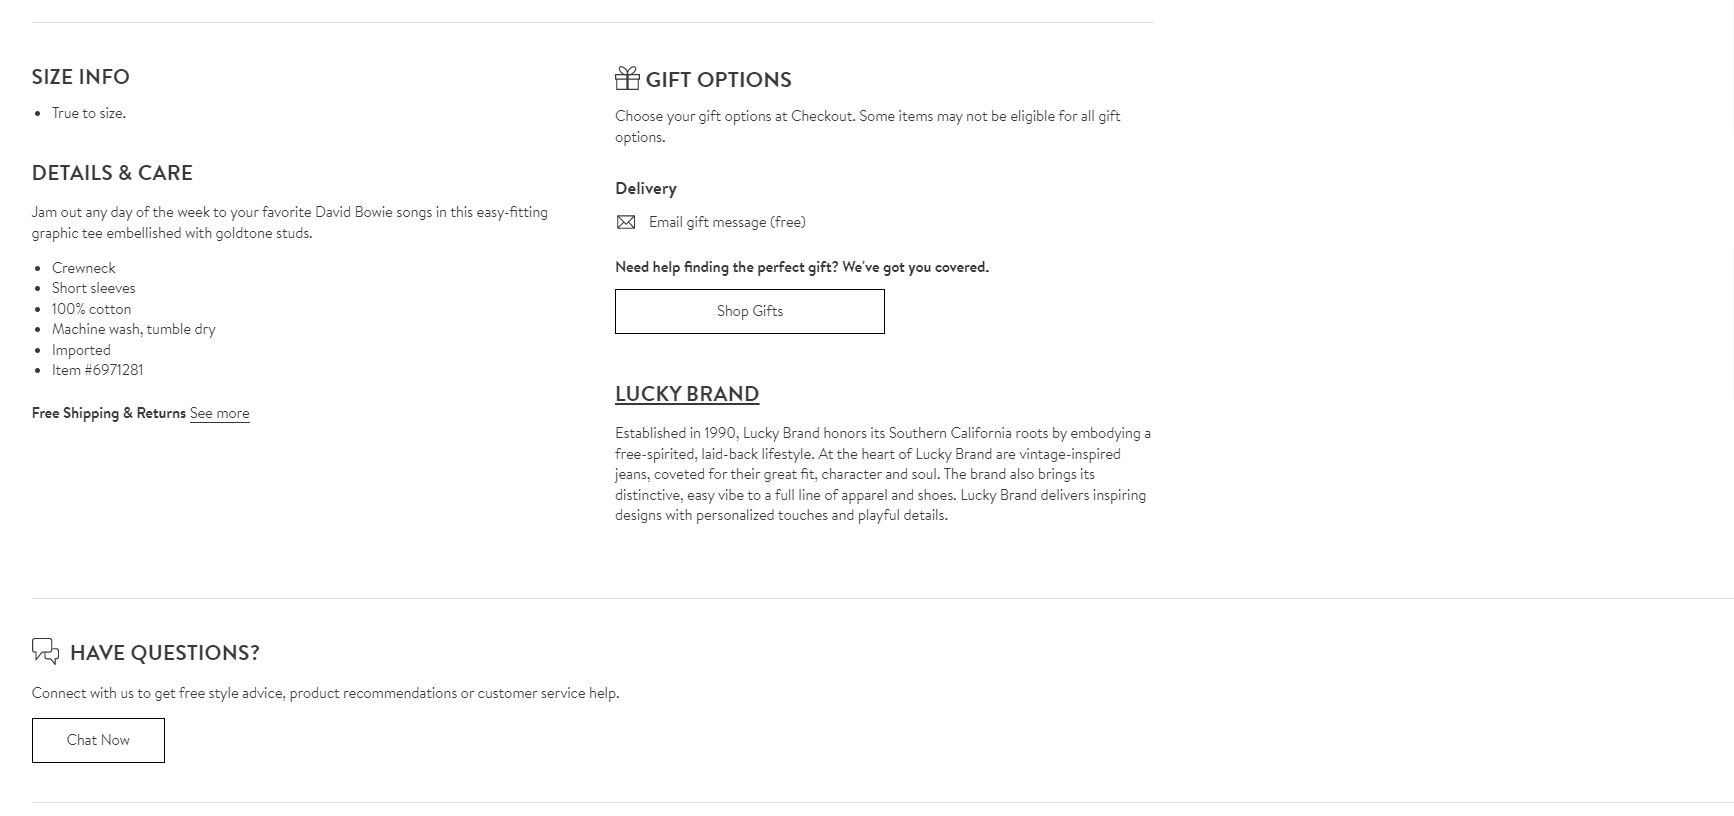 SIZE INFO
True to size.
DETAILS & CARE
Jam out any day of the week to your favorite David Bowie songs in this easy-fitting
graphic tee embellished with goldtone studs.
Crewneck
Short sleeves
100% cotton
Machine wash, tumble dry
Imported
Item #6971281
Free Shipping & Returns See more
GIFT OPTIONS
Choose your gift options at Checkout. Some items may not be eligible for all gift
options.
Delivery
Email gift message (free)
Need help finding the perfect gift? We've got you covered.
Shop Gifts
LUCKY BRAND
Established in 1990, Lucky Brand honors its Southern California roots by embodying a
free-spirited, laid-back lifestyle. At the heart of Lucky Brand are vintage-inspired
jeans, coveted for their great fit, character and soul. The brand also brings its
distinctive, easy vibe to a full line of apparel and shoes. Lucky Brand delivers inspiring
designs with personalized touches and playful details.
HAVE QUESTIONS?
Connect with us to get free style advice, product recommendations or customer service help.
Chat Now